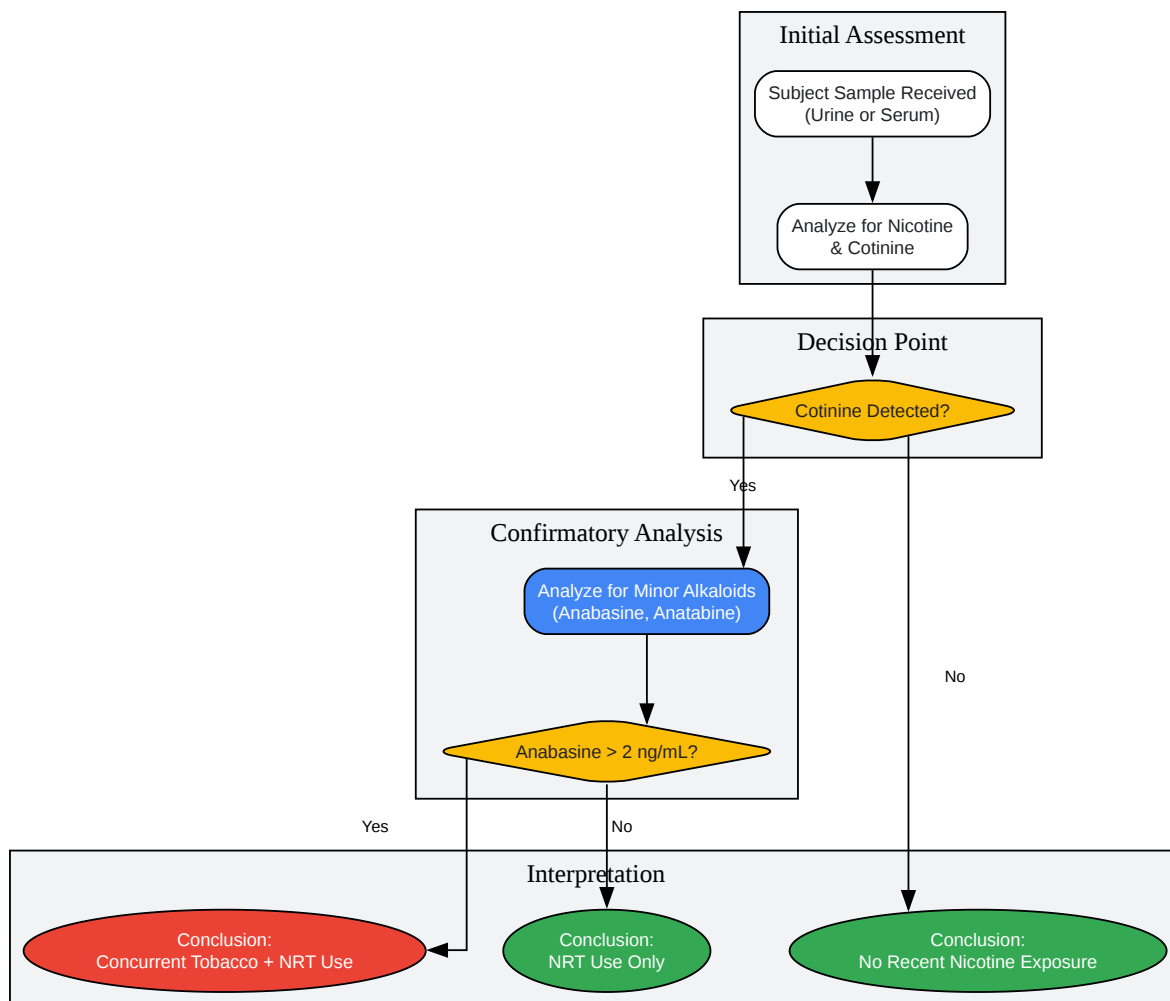 Initial Assessment
Subject Sample Received
(Urine or Serum)
Analyze for Nicotine
& Cotinine
Decision Point
Cotinine Detected?
Yes
Confirmatory Analysis
Analyze for Minor Alkaloids
(Anabasine, Anatabine)
No
Anabasine > 2 ng/mL?
Yes
No
Interpretation
Conclusion:
Concurrent Tobacco + NRT Use
Conclusion:
NRT Use Only
Conclusion:
No Recent Nicotine Exposure